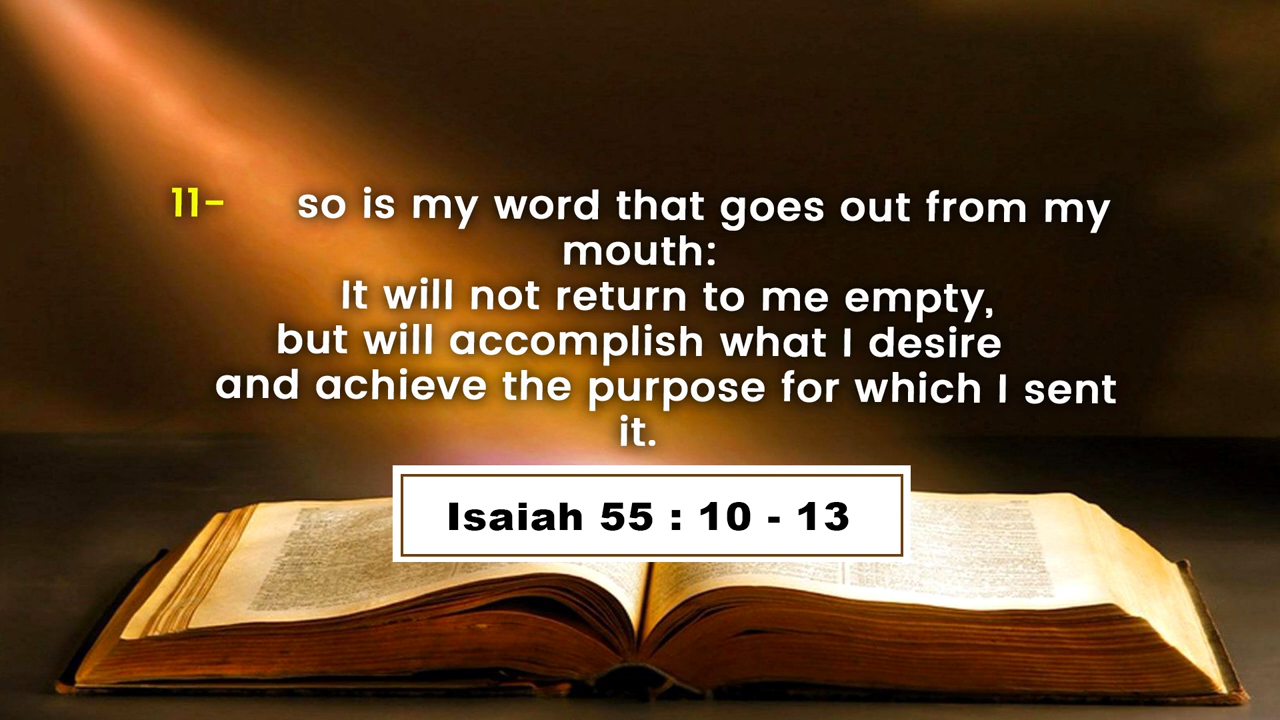 11- so is my word that goes out from my
mouth:
It will not return to me empty,
but will accomplish what I desire
and achieve the purpose for which I sent
it.
Isaiah 55 : 10 - 13